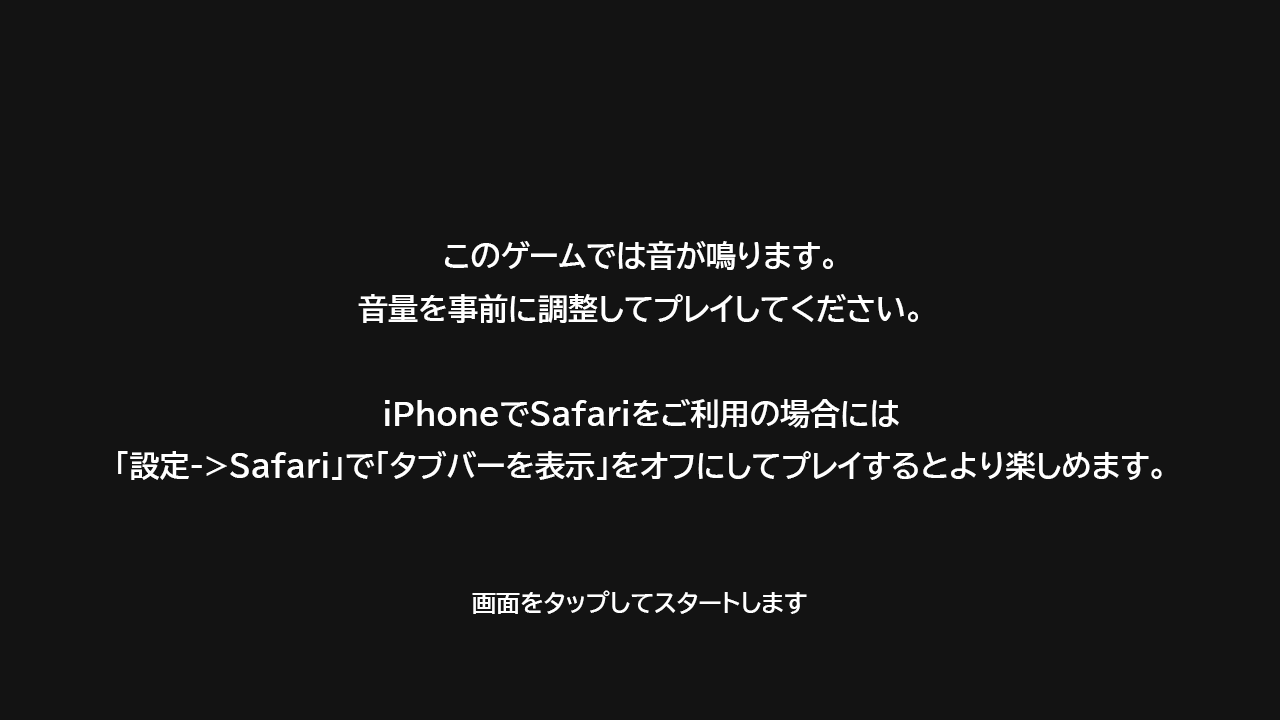 このゲームでは音が鳴ります。
音量を事前に調整してプレイしてください。
iPhoneでSafariをご利用の場合には
「設定->Safari」で「タブバーを表示」をオフにしてプレイするとより楽しめます。
画面をタップしてスタートします